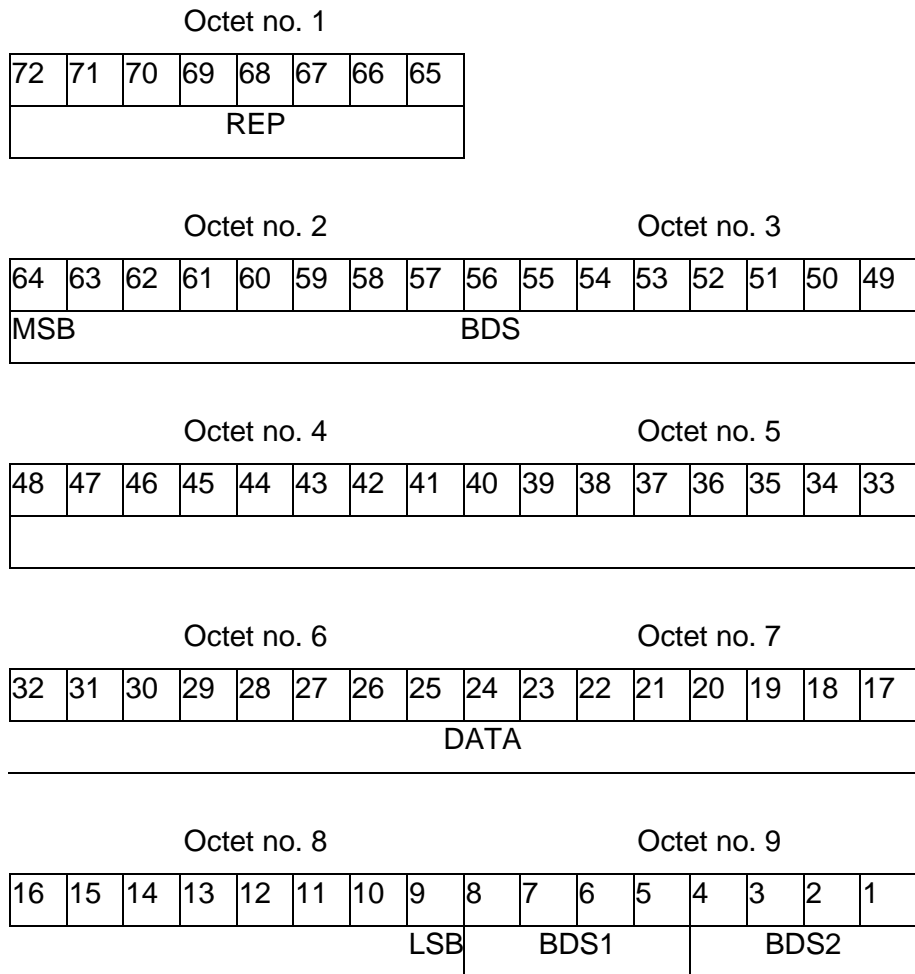 Octet no. 1
72 71 70 69 68 67 66 65
REP
Octet no. 2 Octet no. 3
64 63 62 61 60 59 58 57 56 55 54 53 52 51 50 49
MSB BDS
Octet no. 4 Octet no. 5
48 47 46 45 44 43 42 41 40 39 38 37 36 35 34 33
Octet no. 6 Octet no. 7
32 31 30 29 28 27 26 25 24 23 22 21 20 19 18 17
DATA
Octet no. 8 Octet no. 9
16 15 14 13 12 11 10 9 8 7 6 5 4 3 2 1
LSB BDS1 BDS2